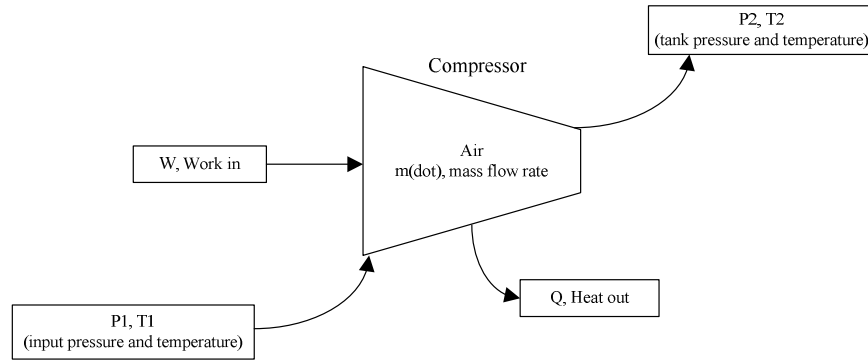 P2, T2
(tank pressure and temperature)
Compressor
Air
m(dot), mass flow rate
W, Work in
Q, Heat out
P1, T1
(input pressure and temperature)